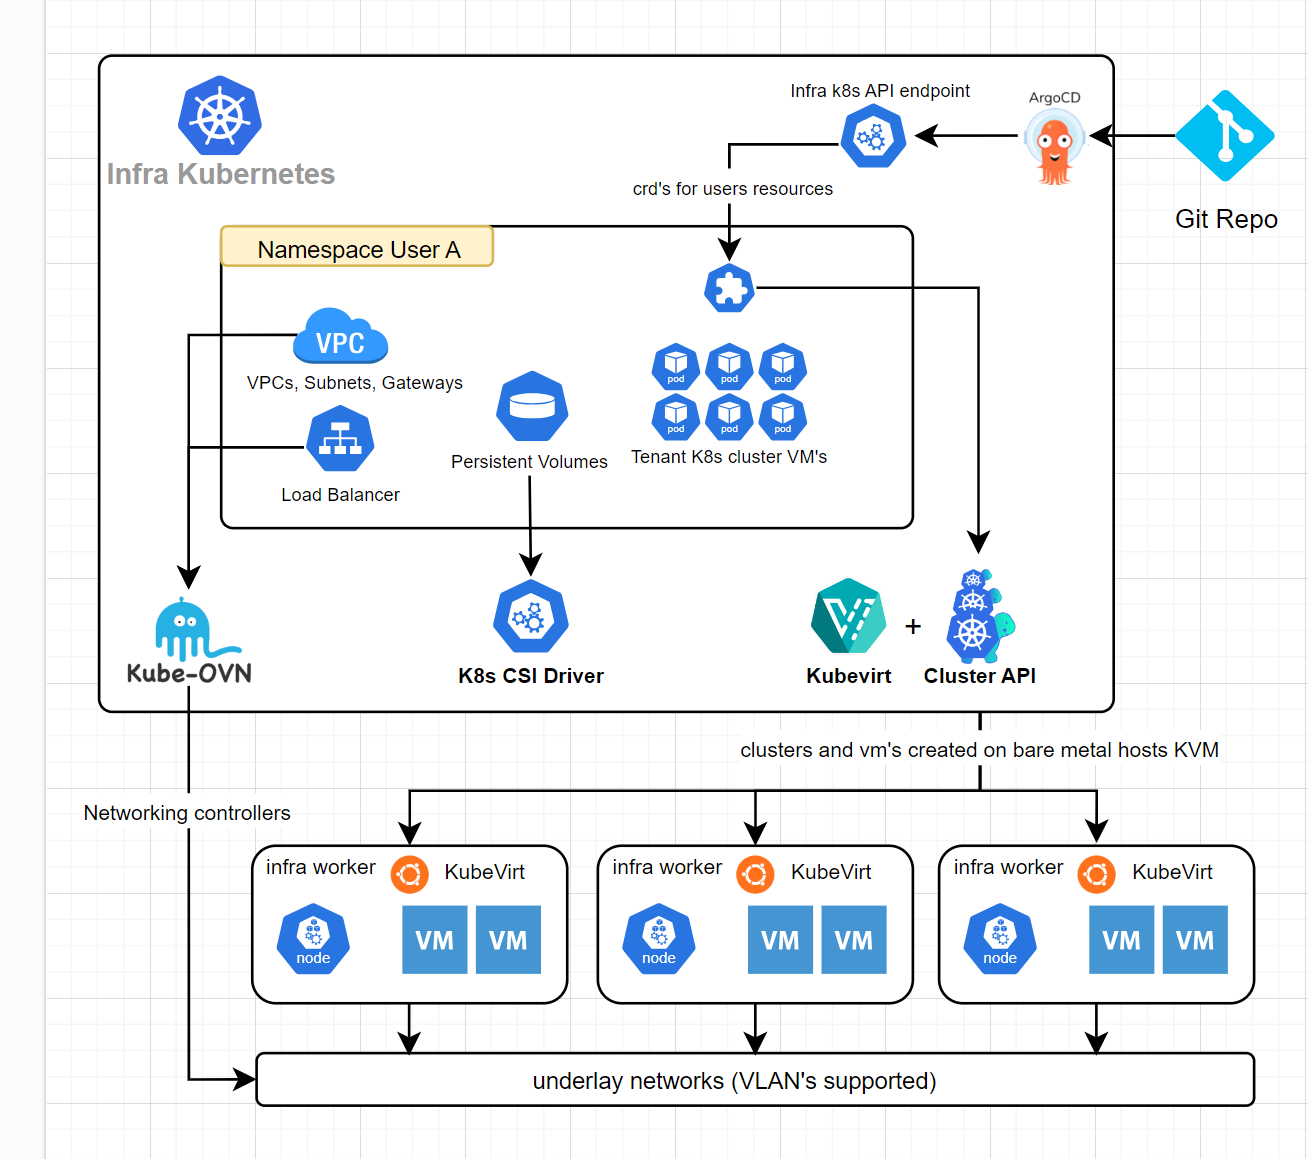 Infra k8s API endpoint
ArgoCD
Infra Kubernetes
crd's for users resources
Git Repo
Namespace User A
VPC
VPCs, Subnets, Gateways
pod
pod
pod
pod
pod
pod
Persistent Volumes
Tenant K8s cluster VM's
Load Balancer
+
Kube-OVN
K8s CSI Driver
Kubevirt
Cluster API
clusters and vm's created on bare metal hosts KVM
Networking controllers
infra worker
KubeVirt
node
VM
VM
infra worker
KubeVirt
node
VM
VM
infra worker
KubeVirt
node
VM
VM
underlay networks (VLAN's supported)